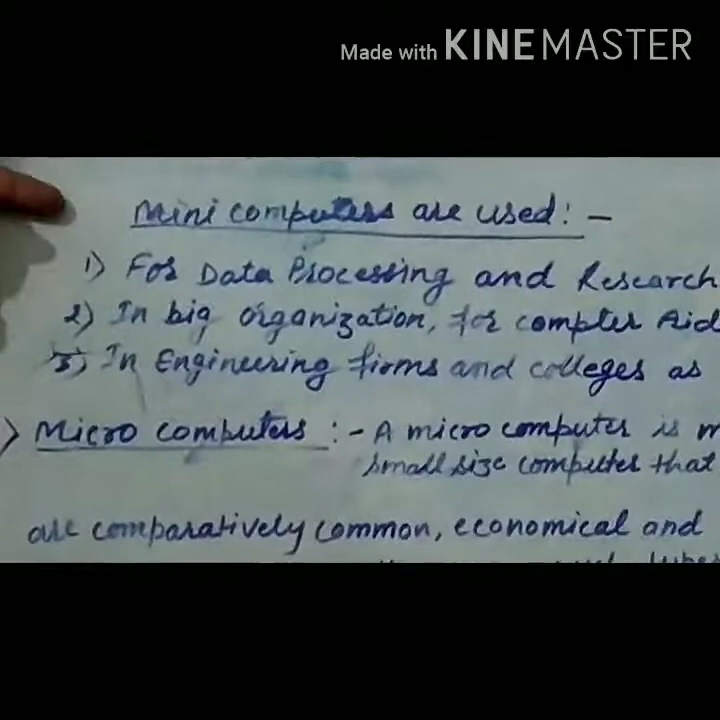 Made with KINEMASTER
Mini computers are used : -
1) For Data Processing and Research
2) In big organization, for compter Aid
3) In Engineering firms and colleges as
) Micro computers : - A micro computer is m
small size computer that
are comparatively common, economical and